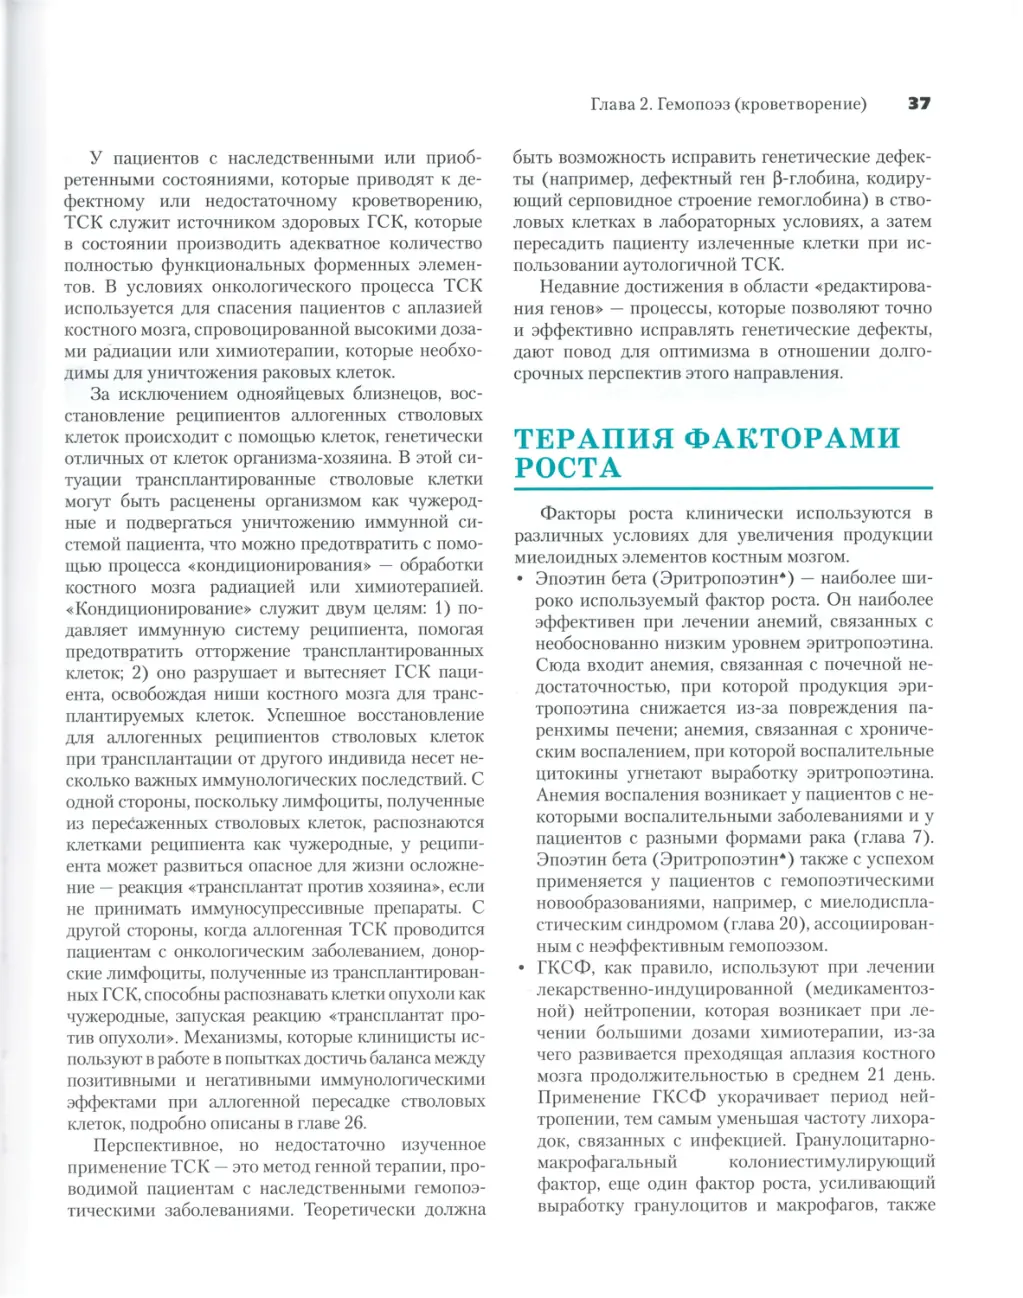 Глава 2. Гемопоэз (кроветворение) 37
У пациентов с наследственными или приоб-
ретенными состояниями, которые приводят к де-
фектному или недостаточному кроветворению,
ТСК служит источником здоровых ГСК, которые
в состоянии производить адекватное количество
полностью функциональных форменных элемен-
тов. В условиях онкологического процесса ТСК
используется для спасения пациентов с аплазией
костного мозга, спровоцированной высокими доза-
ми радиации или химиотерапии, которые необхо-
димы для уничтожения раковых клеток.
За исключением однояйцевых близнецов, вос-
становление реципиентов аллогенных стволовых
клеток происходит с помощью клеток, генетически
отличных от клеток организма-хозяина. В этой си-
туации трансплантированные стволовые клетки
могут быть расценены организмом как чужерод-
ные и подвергаться уничтожению иммунной си-
стемой пациента, что можно предотвратить с помо-
щью процесса «кондиционирования» — обработки
костного мозга радиацией или химиотерапией.
«Кондиционирование» служит двум целям: 1) по-
давляет иммунную систему реципиента, помогая
предотвратить отторжение трансплантированных
клеток; 2) оно разрушает и вытесняет ГСК паци-
ента, освобождая ниши костного мозга для транс-
плантируемых клеток. Успешное восстановление
для аллогенных реципиентов стволовых клеток
при трансплантации от другого индивида несет не-
сколько важных иммунологических последствий. С
одной стороны, поскольку лимфоциты, полученные
из пересаженных стволовых клеток, распознаются
клетками реципиента как чужеродные, у реципи-
ента может развиться опасное для жизни осложне-
ние — реакция «трансплантат против хозяина», если
не принимать иммуносупрессивные препараты. С
другой стороны, когда аллогенная ТСК проводится
пациентам с онкологическим заболеванием, донор-
ские лимфоциты, полученные из трансплантирован-
ных ГСК, способны распознавать клетки опухоли как
чужеродные, запуская реакцию «трансплантат про-
тив опухоли». Механизмы, которые клиницисты ис-
пользуют в работе в попытках достичь баланса между
позитивными и негативными иммунологическими
эффектами при аллогенной пересадке стволовых
клеток, подробно описаны в главе 26.
Перспективное, но недостаточно изученное
применение ТСК — это метод генной терапии, про-
водимой пациентам с наследственными гемопоэ-
тическими заболеваниями. Теоретически должна
быть возможность исправить генетические дефек-
ты (например, дефектный ген β-глобина, кодиру-
ющий серповидное строение гемоглобина) в ство-
ловых клетках в лабораторных условиях, а затем
пересадить пациенту излеченные клетки при ис-
пользовании аутологичной ТСК.
Недавние достижения в области «редактирова-
ния генов» — процессы, которые позволяют точно
и эффективно исправлять генетические дефекты,
дают повод для оптимизма в отношении долго-
срочных перспектив этого направления.
ТЕРАПИЯ ФАКТОРАМИ
РОСТА
Факторы роста клинически используются в
различных условиях для увеличения продукции
миелоидных элементов костным мозгом.
• Эпоэтин бета (Эритропоэтин♠) — наиболее ши-
роко используемый фактор роста. Он наиболее
эффективен при лечении анемий, связанных с
необоснованно низким уровнем эритропоэтина.
Сюда входит анемия, связанная с почечной не-
достаточностью, при которой продукция эри-
тропоэтина снижается из-за повреждения па-
ренхимы печени; анемия, связанная с хрониче-
ским воспалением, при которой воспалительные
цитокины угнетают выработку эритропоэтина.
Анемия воспаления возникает у пациентов с не-
которыми воспалительными заболеваниями и у
пациентов с разными формами рака (глава 7).
Эпоэтин бета (Эритропоэтин♠) также с успехом
применяется у пациентов с гемопоэтическими
новообразованиями, например, с миелодиспла-
стическим синдромом (глава 20), ассоциирован-
ным с неэффективным гемопоэзом.
• ГКСФ, как правило, используют при лечении
лекарственно-индуцированной (медикаментоз-
ной) нейтропении, которая возникает при ле-
чении большими дозами химиотерапии, из-за
чего развивается преходящая аплазия костного
мозга продолжительностью в среднем 21 день.
Применение ГКСФ укорачивает период ней-
тропении, тем самым уменьшая частоту лихора-
док, связанных с инфекцией. Гранулоцитарно-
макрофагальный колониестимулирующий
фактор, еще один фактор роста, усиливающий
выработку гранулоцитов и макрофагов, также